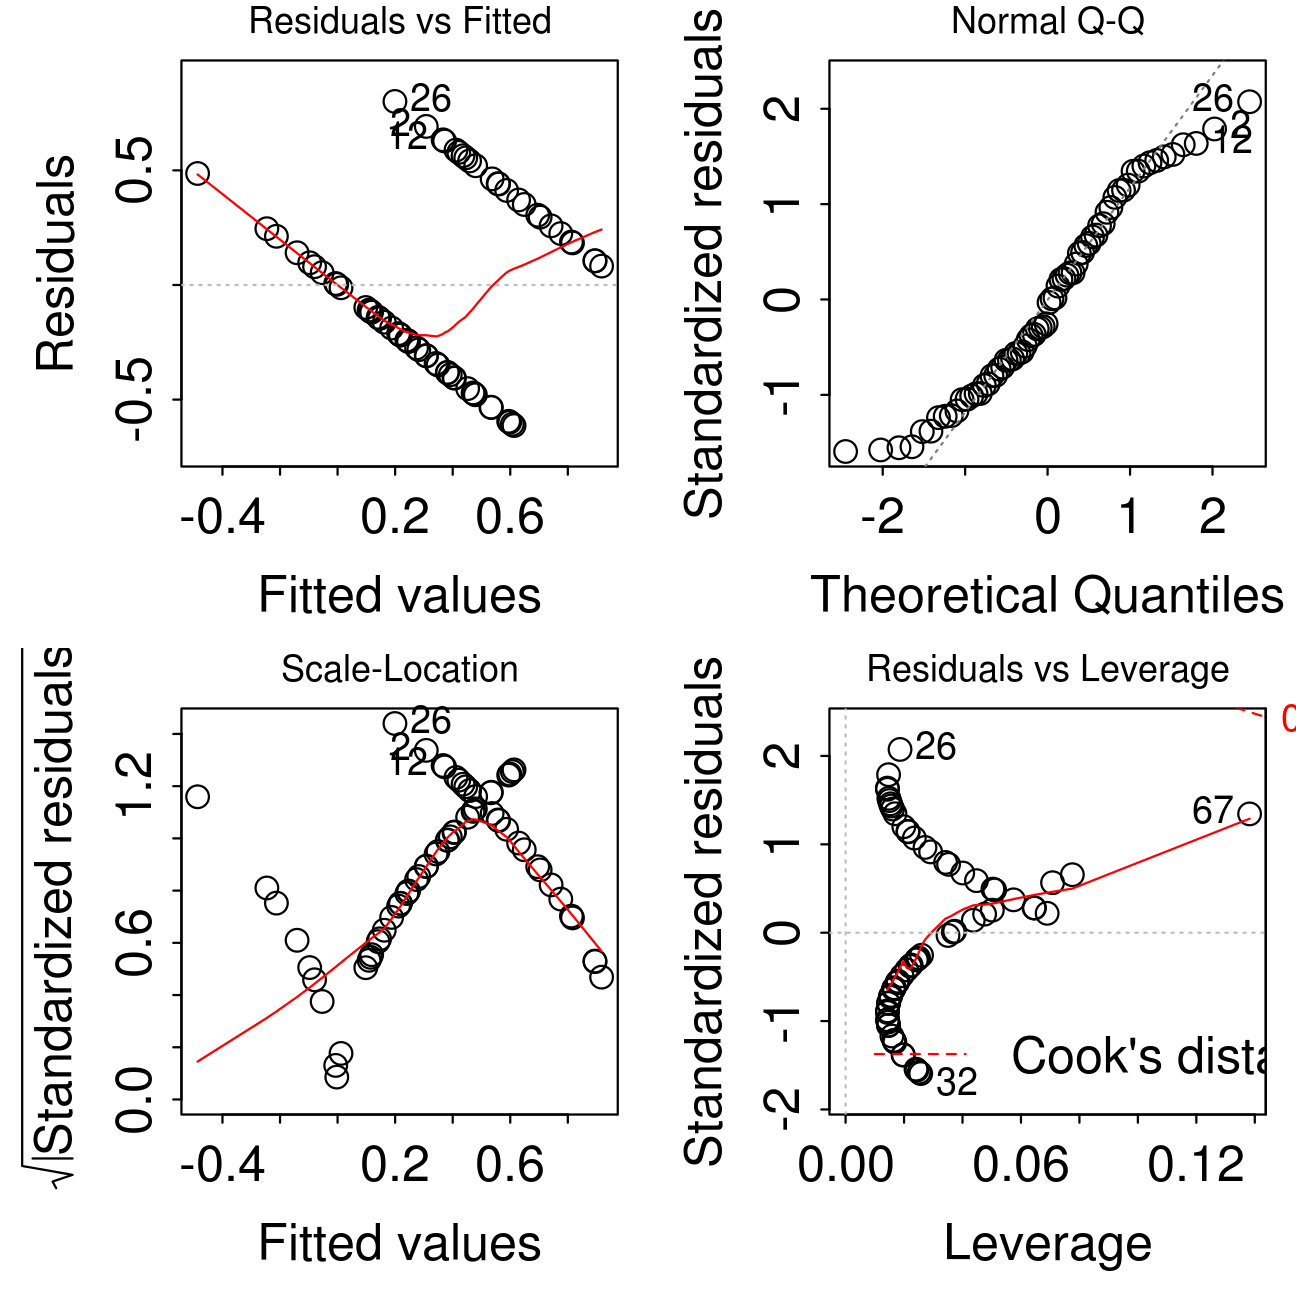 Residuals vs Fitted
Residuals
0.5
-0.5
26
12
-0.4 0.2 0.6
Fitted values
Normal Q-Q
Standardized residuals
2
1
0
-1
26
2
12
-2 0 1 2
Theoretical Quantiles
Scale-Location
√|Standardized residuals
1.2
0.6
0.0
26
12
-0.4 0.2 0.6
Fitted values
Residuals vs Leverage
Standardized residuals
2
1
0
-1
-2
26
67
32
Cook's dista
0.00 0.06 0.12
Leverage